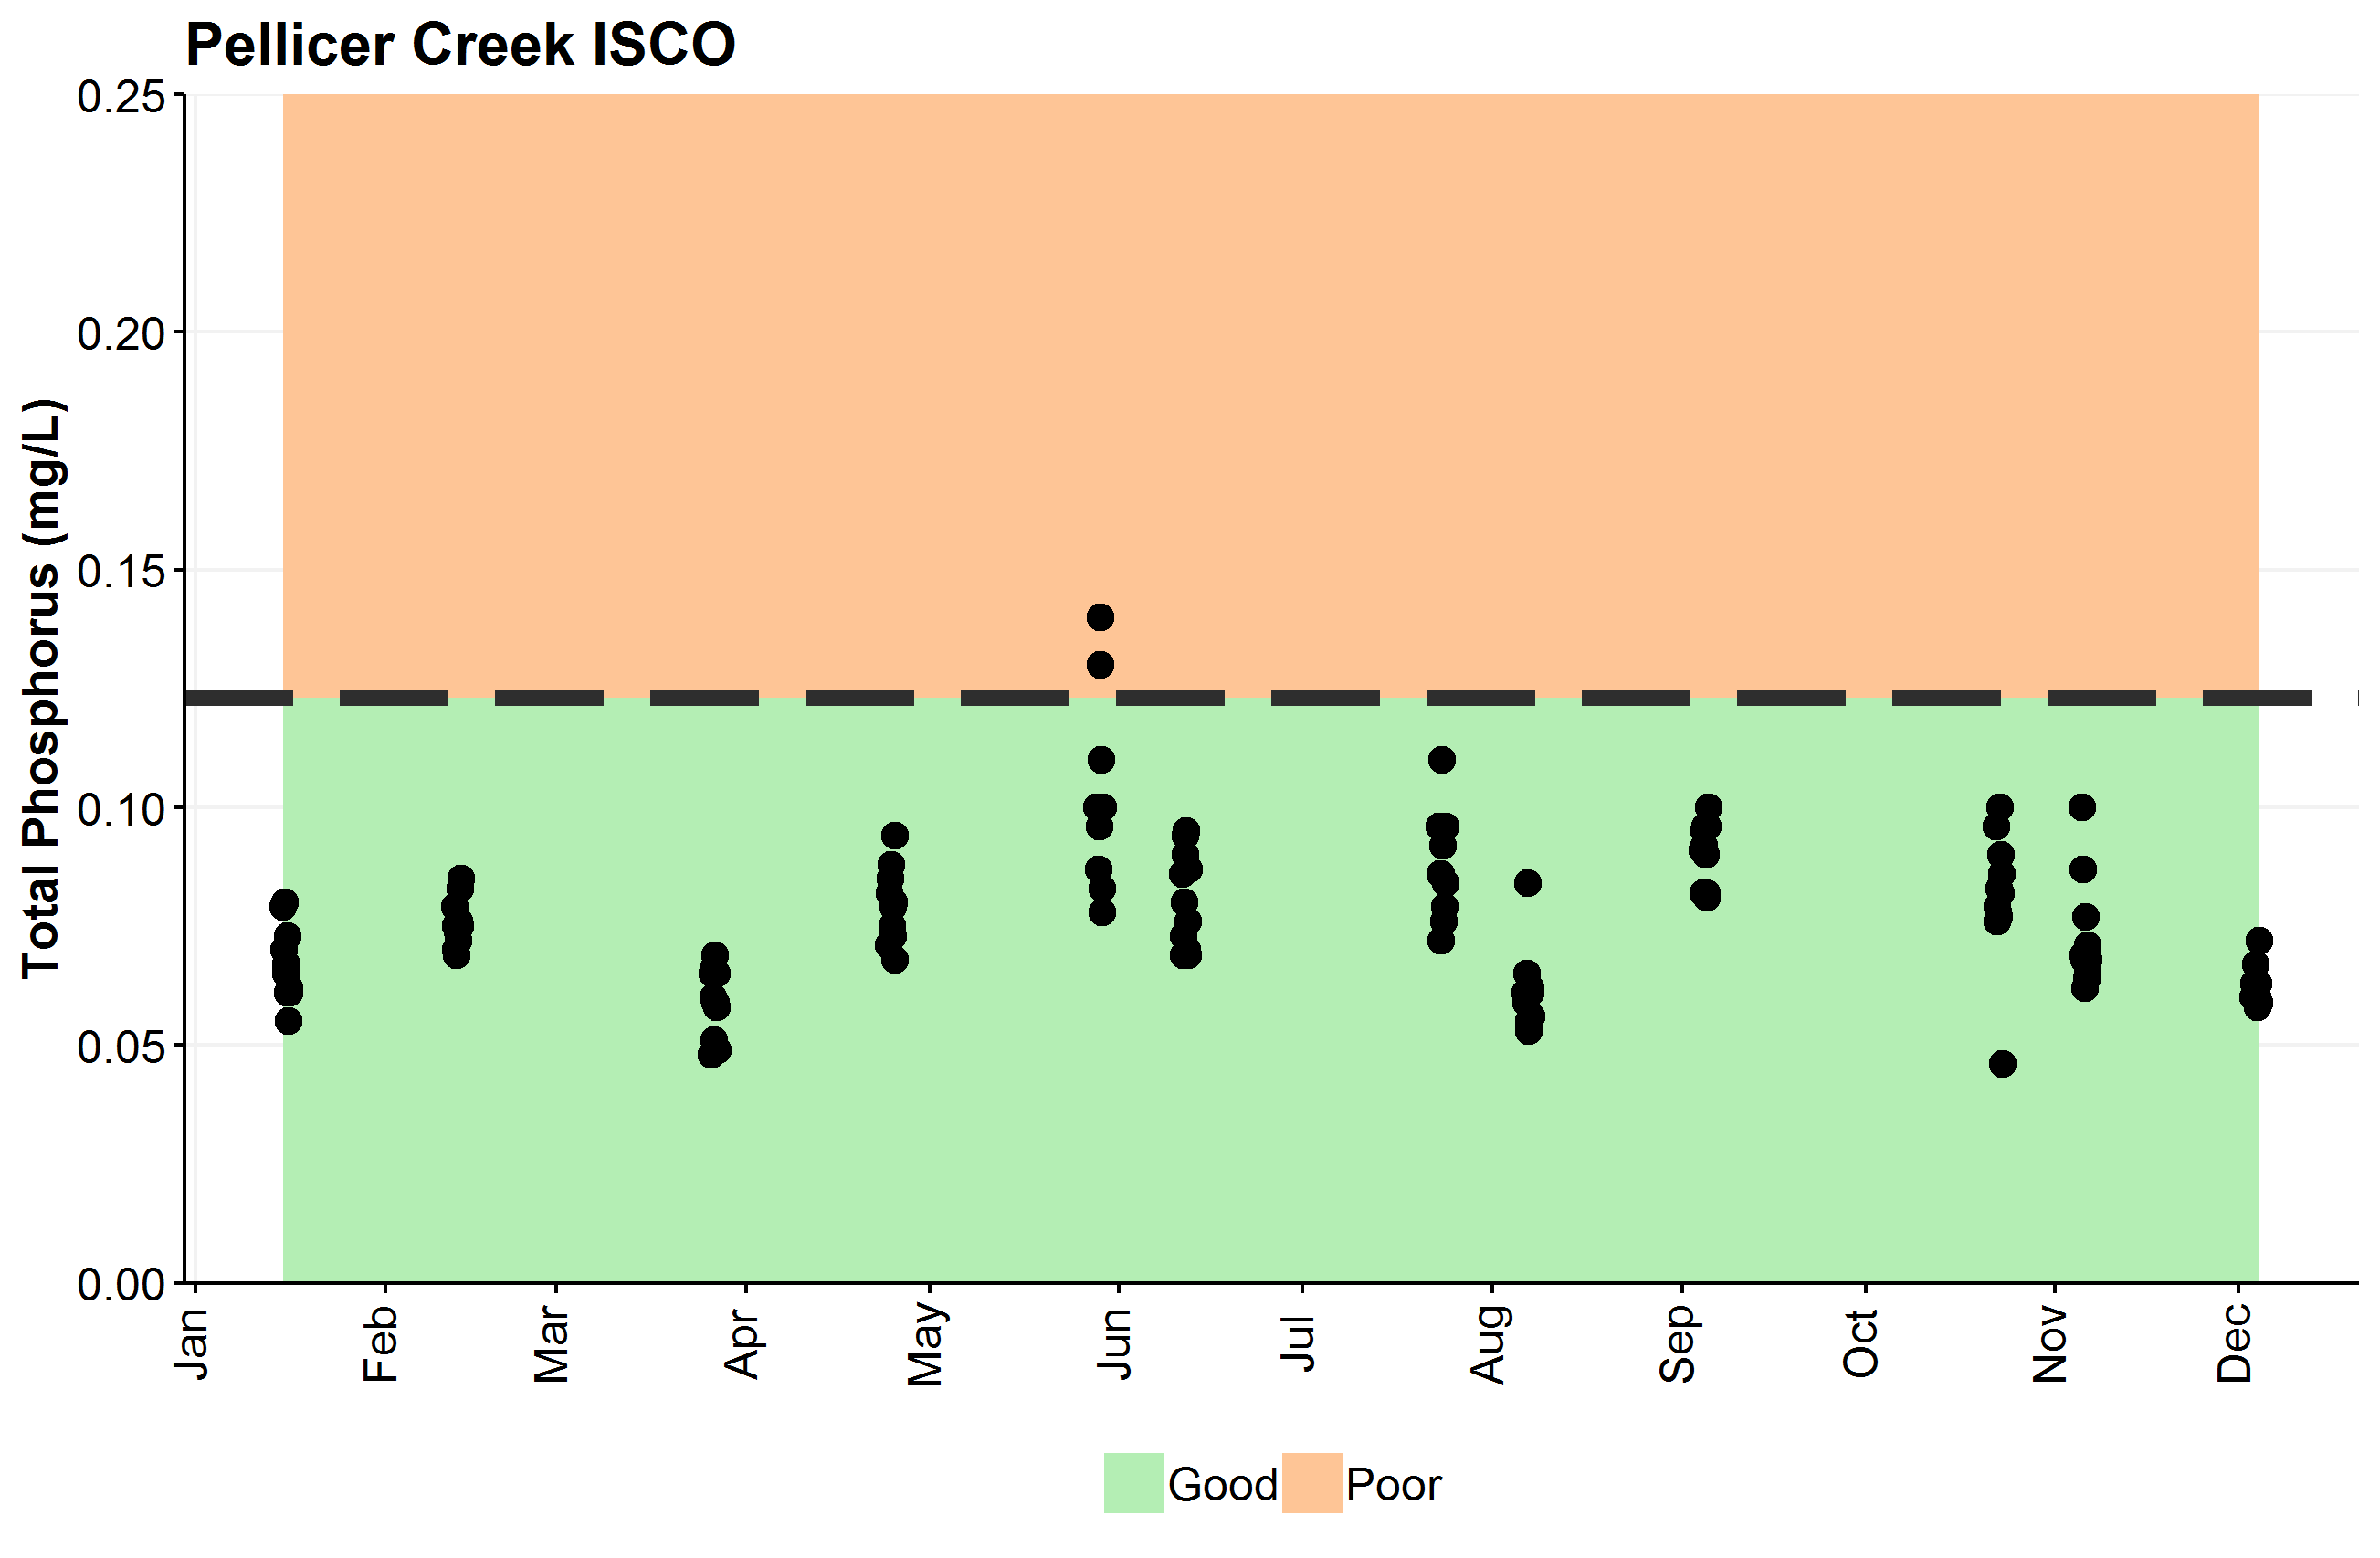 Pellicer Creek ISCO
Total Phosphorus (mg/L)
0.25
0.20
0.15
0.10
0.05
0.00
Jan
Feb
Mar
Apr
May
Jun
Jul
Aug
Sep
Oct
Nov
Dec
Good
Poor